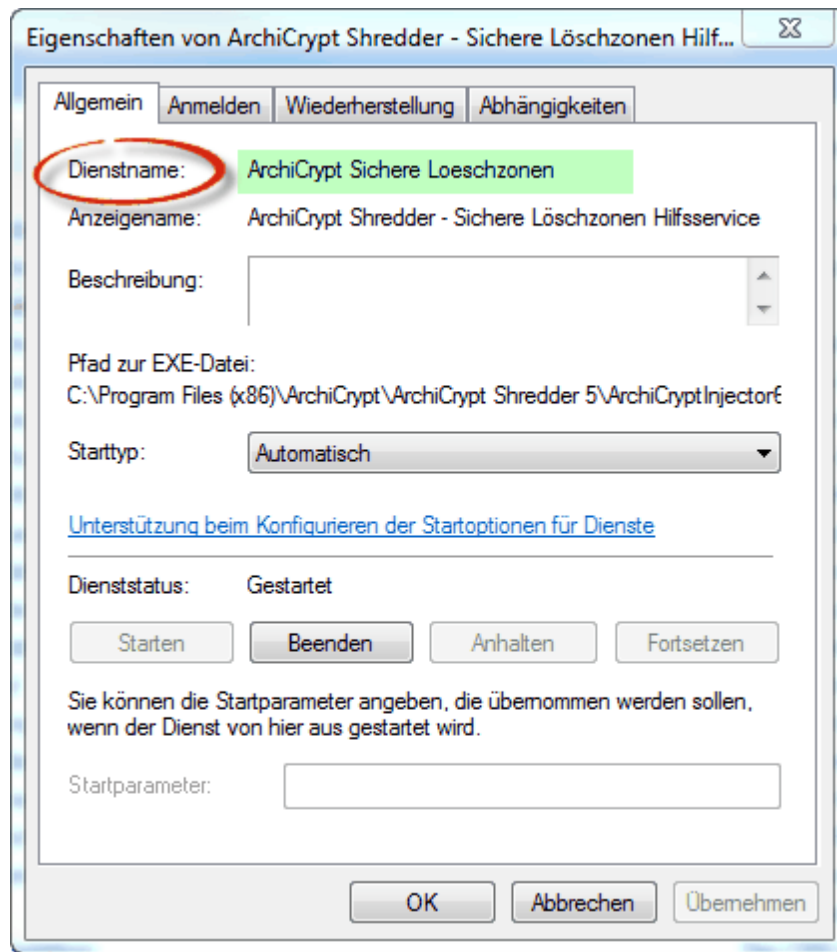 Eigenschaften von ArchiCrypt Shredder - Sichere Löschzonen Hilf...
Allgemein Anmelden Wiederherstellung Abhängigkeiten
Dienstname: ArchiCrypt Sichere Loeschzonen
Anzeigename: ArchiCrypt Shredder - Sichere Löschzonen Hilfsservice
Beschreibung:
Pfad zur EXE-Datei:
C:\Program Files (x86)\ArchiCrypt\ArchiCrypt Shredder 5\ArchiCryptInjector6
Starttyp: Automatisch
Unterstützung beim Konfigurieren der Startoptionen für Dienste
Dienststatus: Gestartet
Starten Beenden Anhalten Fortsetzen
Sie können die Startparameter angeben, die übernommen werden sollen,
wenn der Dienst von hier aus gestartet wird.
Startparameter:
OK Abbrechen Übernehmen